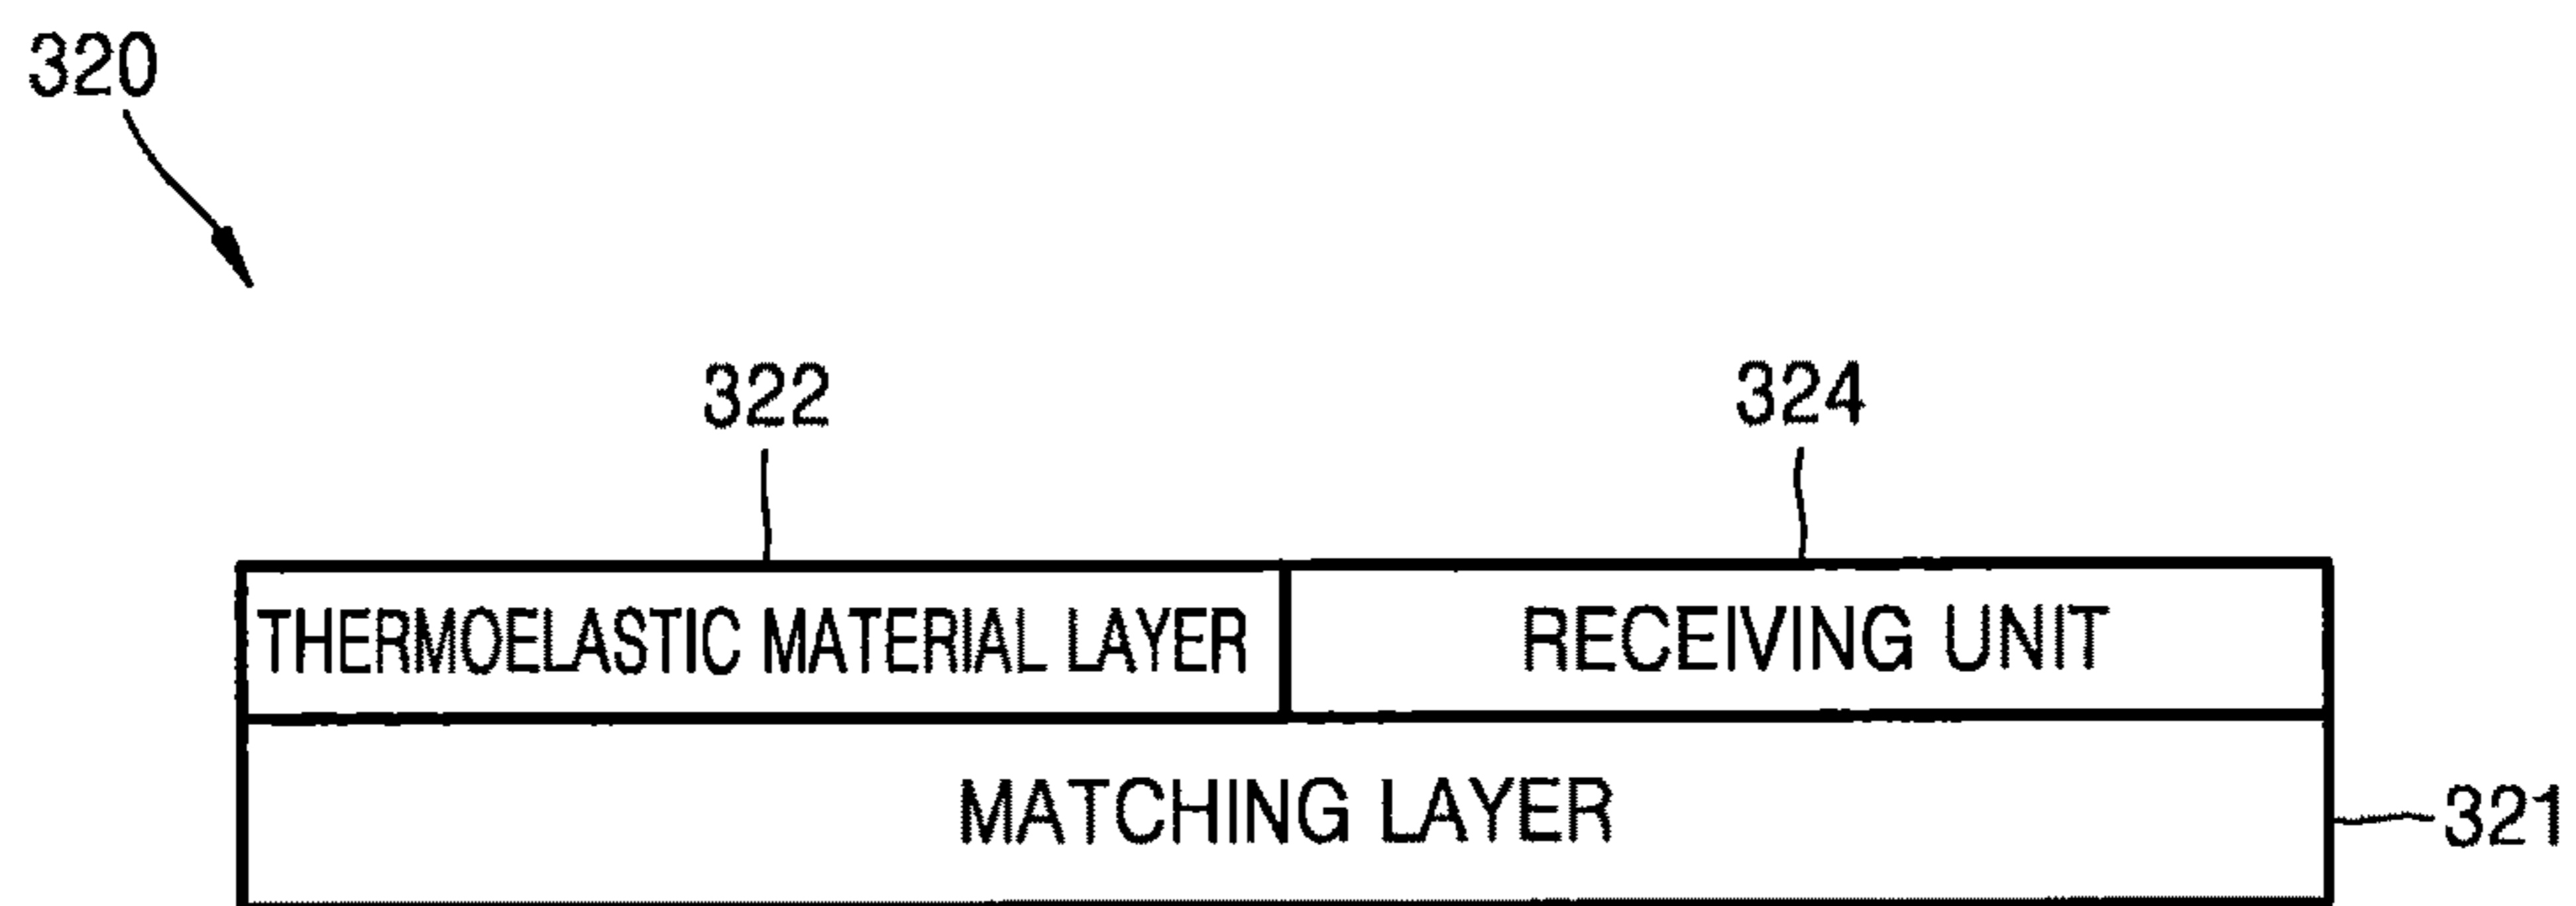 320
322
324
THERMOELASTIC MATERIAL LAYER
RECEIVING UNIT
MATCHING LAYER
321